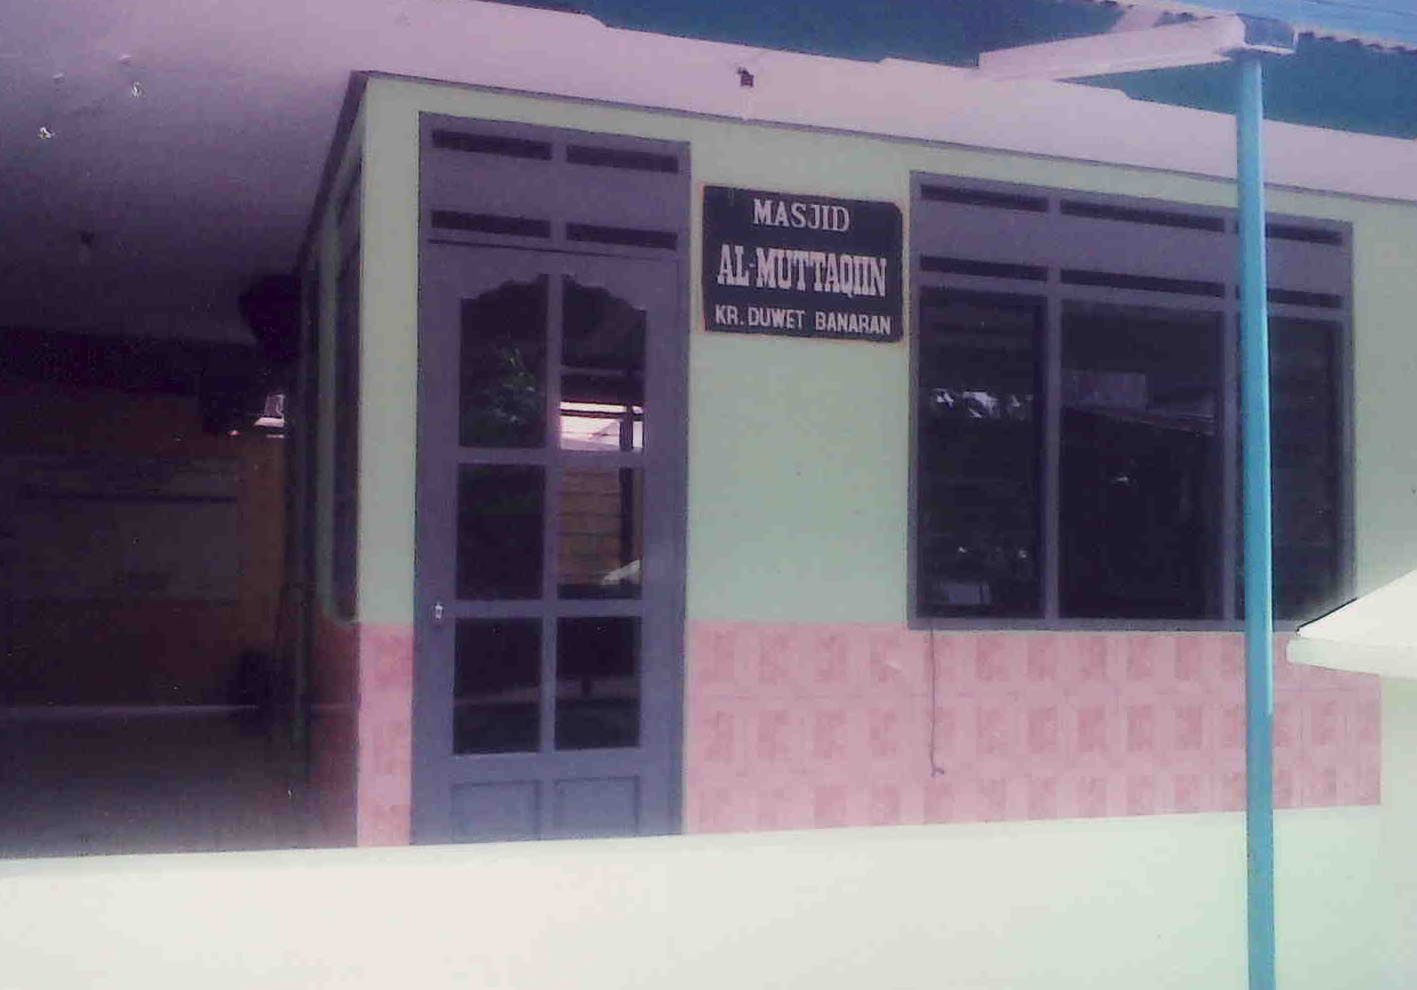 MASJID
AL-MUTTAQIIN
KR. DUWET BANARAN